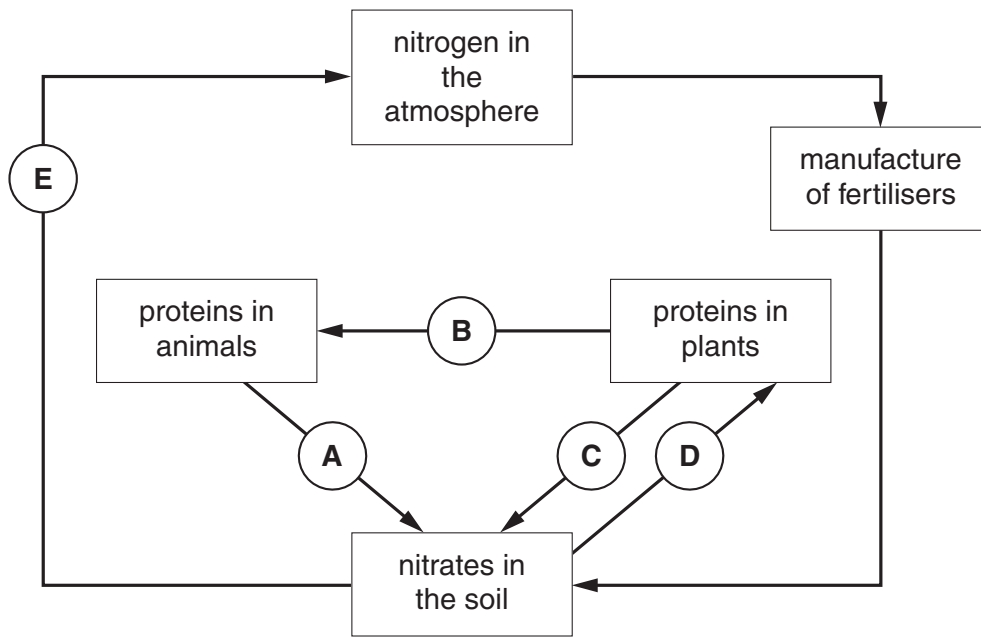 nitrogen in
the
atmosphere
manufacture
of fertilisers
E
proteins in
animals
B
proteins in
plants
A
C
D
nitrates in
the soil